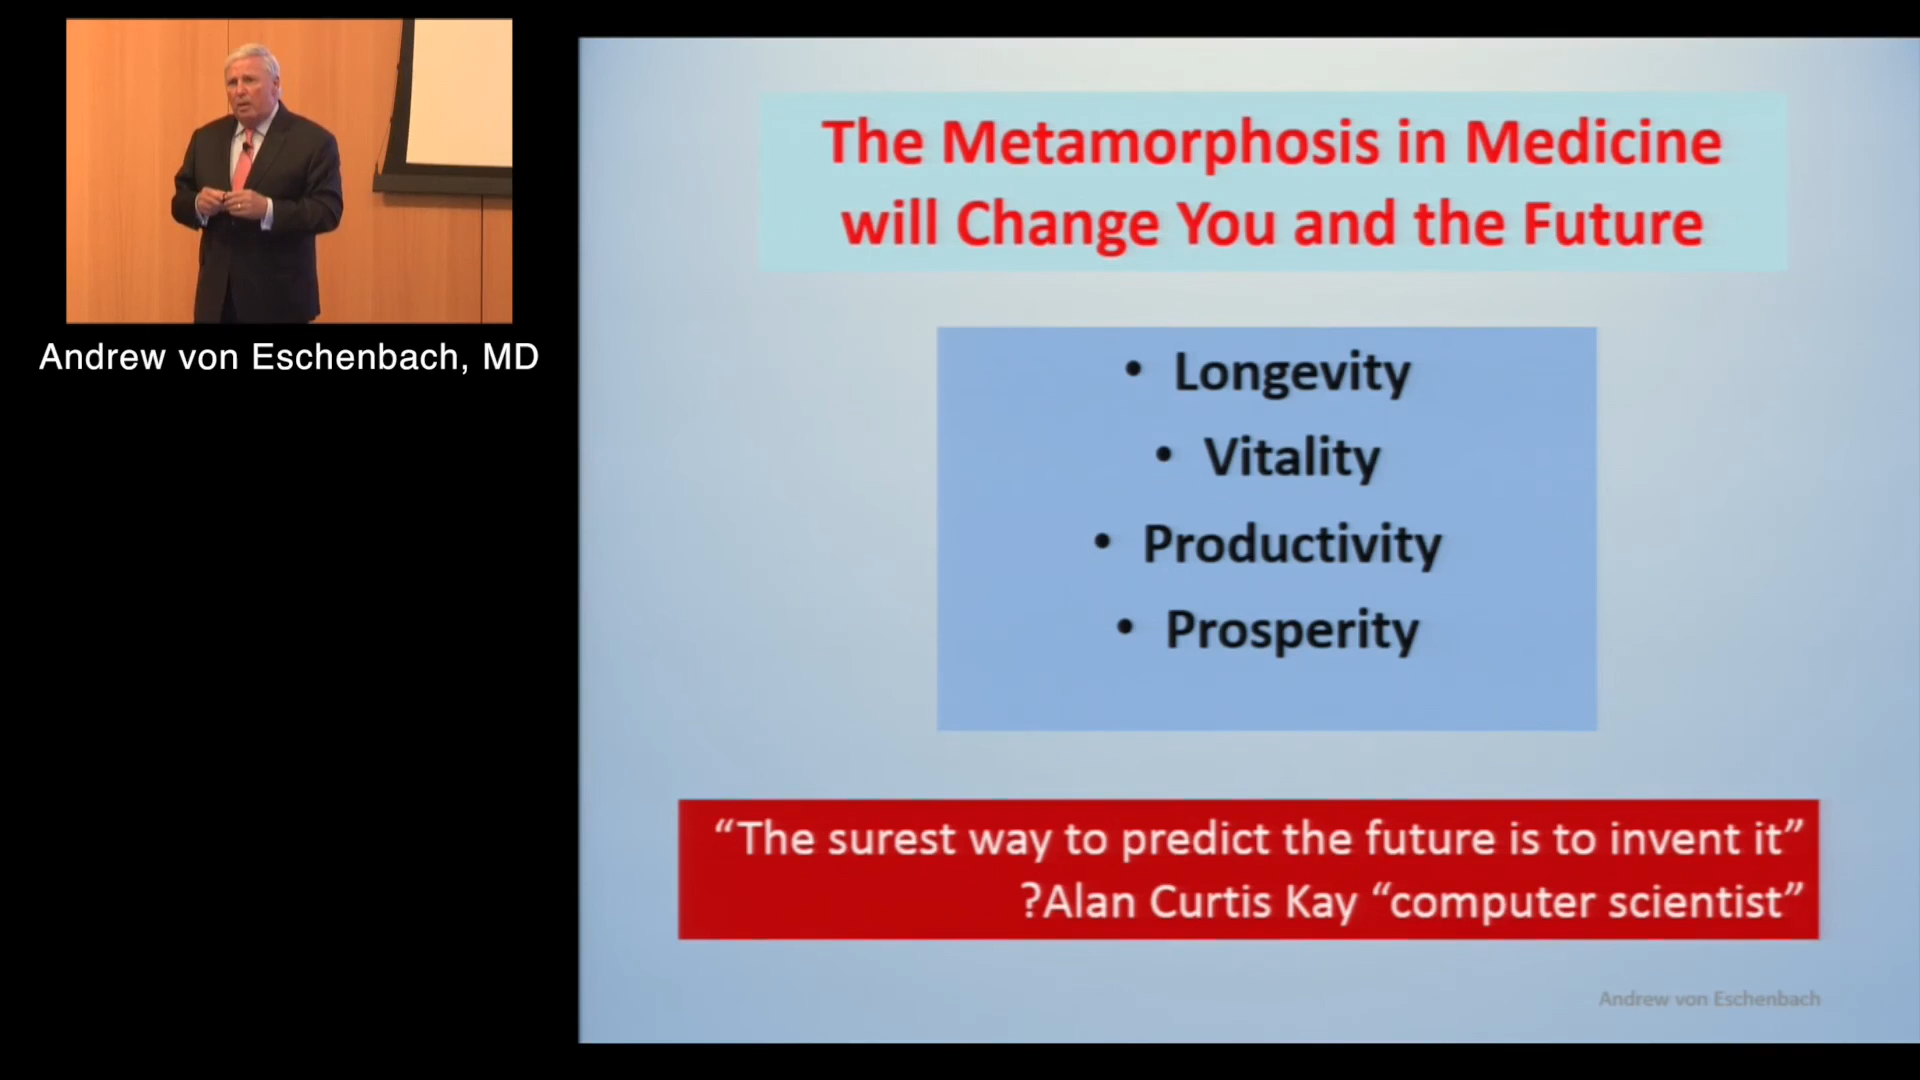 Andrew von Eschenbach, MD
The Metamorphosis in Medicine
will Change You and the Future
• Longevity
• Vitality
• Productivity
• Prosperity
“The surest way to predict the future is to invent it”
?Alan Curtis Kay “computer scientist”
Andrew von Eschenbach